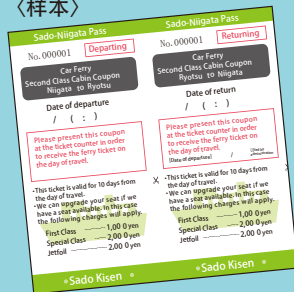 〈样本〉
Sado-Niigata Pass
No. 000001 Departing
Car Ferry
Second Class Cabin Coupon
Niigata to Ryotsu
Date of departure
/ ( : )
Please present this coupon
at the ticket counter in order
to receive the ferry ticket on
the day of travel.
･This ticket is valid for 10 days from
the day of travel.
･We can upgrade your seat if we
have a seat available. In this case
the following charges will apply.
First Class 1,00 0 yen
Special Class 2,00 0 yen
Jetfoil 2,00 0 yen
Sado Kisen
Sado-Niigata Pass
No. 000001 Returning
Car Ferry
Second Class Cabin Coupon
Ryotsu to Niigata
Date of return
/ ( : )
Please present this coupon
at the ticket counter in order
to receive the ferry ticket on
the day of travel.
[Date of departure] /
･This ticket is valid for 10 days from
the day of travel.
･We can upgrade your seat if we
have a seat available. In this case
the following charges will apply.
First Class 1,00 0 yen
Special Class 2,00 0 yen
Jetfoil 2,00 0 yen
Sado Kisen